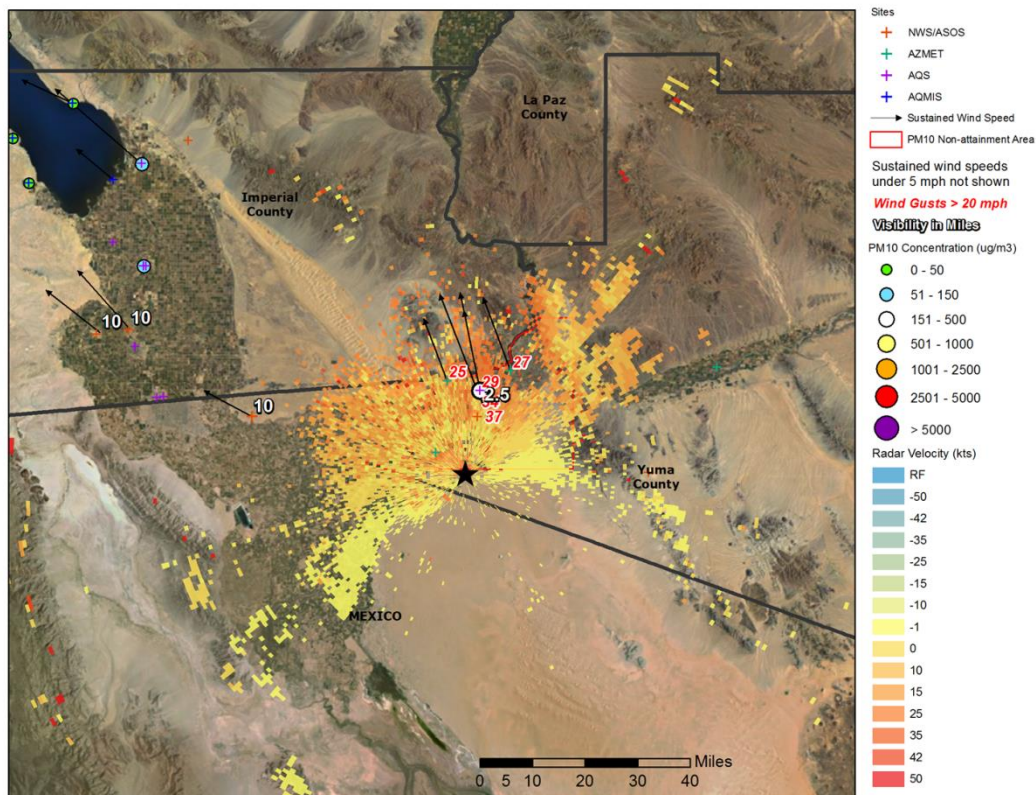 La Paz
County
Imperial
County
10
10
10
25
27
29
2.5
37
Yuma
County
MEXICO
Miles
0 5 10 20 30 40
Sites
NWS/ASOS
AZMET
AQS
AQMIS
Sustained Wind Speed
PM10 Non-attainment Area
Sustained wind speeds
under 5 mph not shown
Wind Gusts > 20 mph
Visibility in Miles
PM10 Concentration (ug/m3)
0 - 50
51 - 150
151 - 500
501 - 1000
1001 - 2500
2501 - 5000
> 5000
Radar Velocity (kts)
RF
-50
-42
-35
-25
-15
-10
-1
0
10
15
25
35
42
50